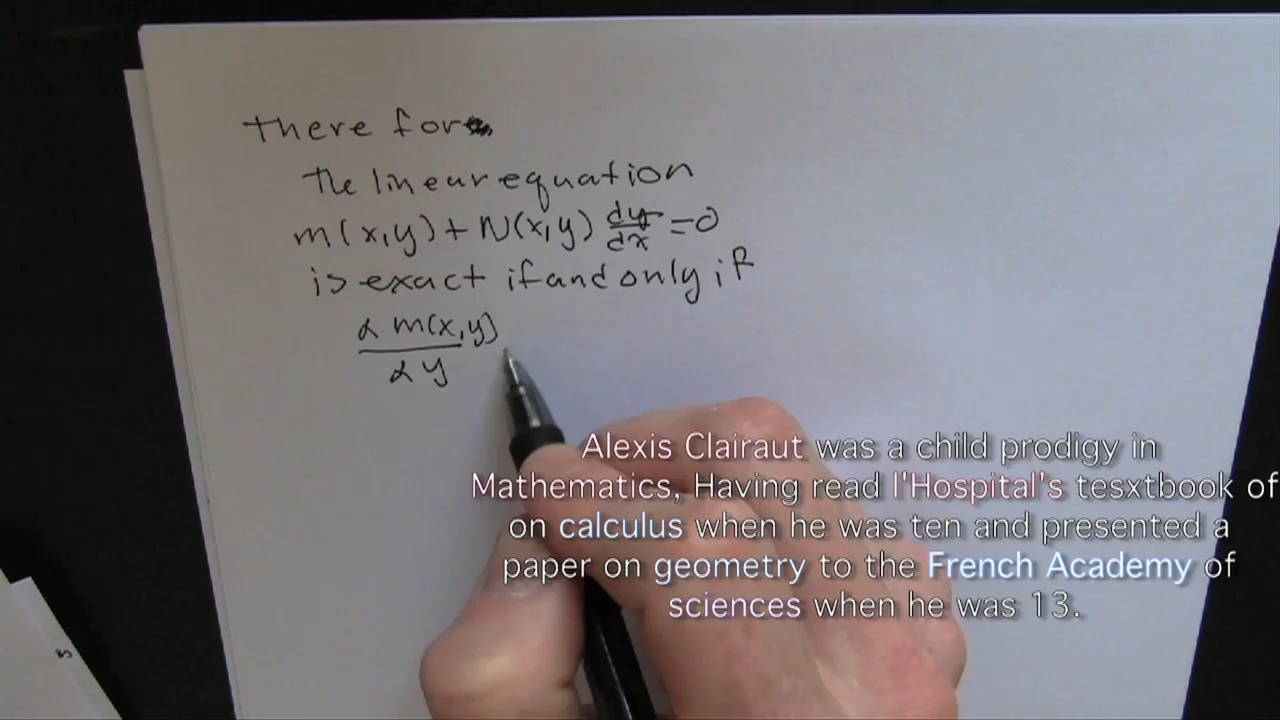 There for
The linear equation
m(x,y) + N(x,y) dy/dx = 0
is exact if and only if
α m(x,y)
α y
Alexis Clairaut was a child prodigy in
Mathematics, Having read l'Hospital's tesxtbook of
on calculus when he was ten and presented a
paper on geometry to the French Academy of
sciences when he was 13.